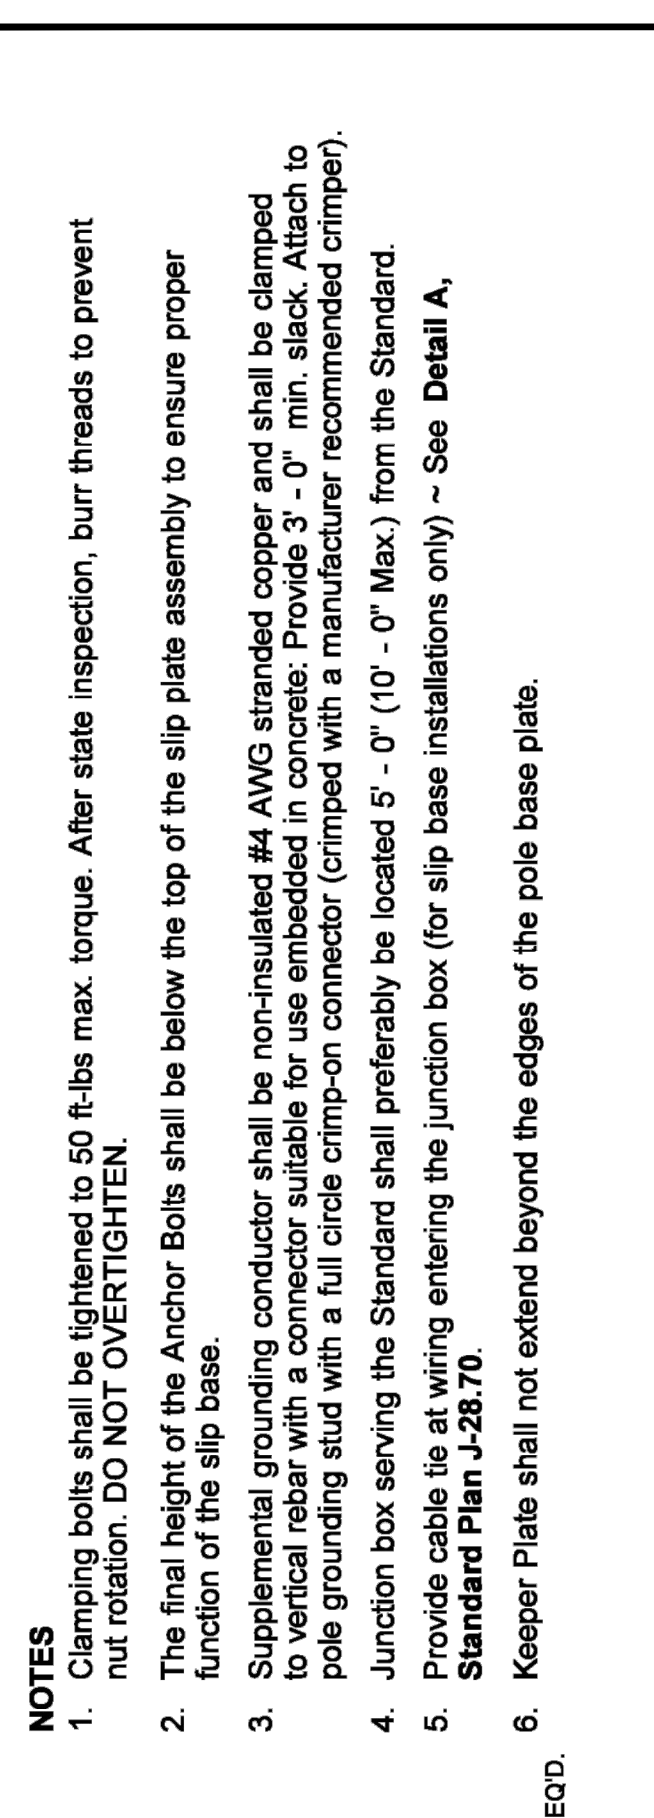 NOTES
1. Clamping bolts shall be tightened to 50 ft-lbs max. torque. After state inspection, burr threads to prevent
nut rotation. DO NOT OVERTIGHTEN.
2. The final height of the Anchor Bolts shall be below the top of the slip plate assembly to ensure proper
function of the slip base.
3. Supplemental grounding conductor shall be non-insulated #4 AWG stranded copper and shall be clamped
to vertical rebar with a connector suitable for use embedded in concrete: Provide 3' - 0" min. slack. Attach to
pole grounding stud with a full circle crimp-on connector (crimped with a manufacturer recommended crimper).
4. Junction box serving the Standard shall preferably be located 5' - 0" (10' - 0" Max.) from the Standard.
5. Provide cable tie at wiring entering the junction box (for slip base installations only) ~ See Detail A,
Standard Plan J-28.70.
6. Keeper Plate shall not extend beyond the edges of the pole base plate.
EQ'D.